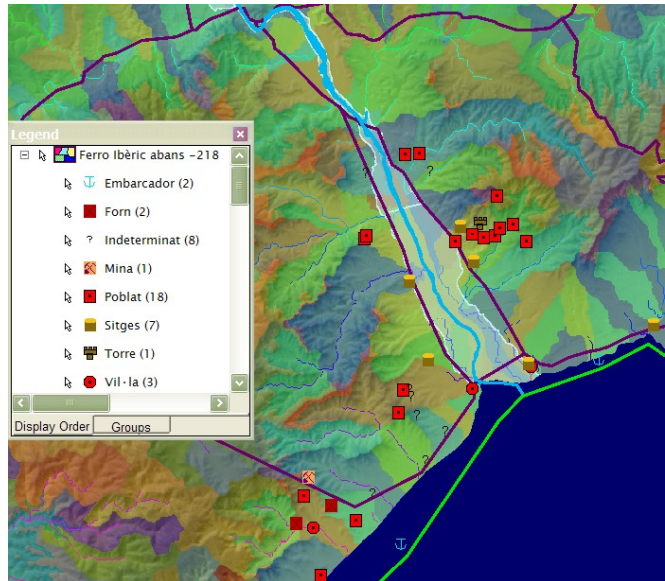 Legend
Ferro Ibèric abans -218
Embarcador (2)
Forn (2)
? Indeterminat (8)
Mina (1)
Poblat (18)
Sitges (7)
Torre (1)
Vil·la (3)
Display Order Groups
? ?
?
?
?
?
?